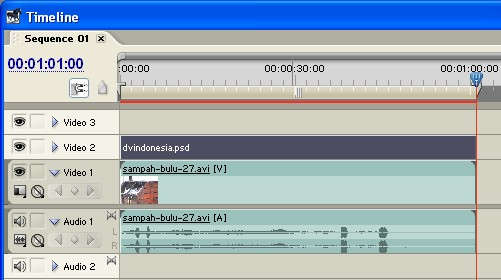 Timeline
Sequence 01
00:01:01:00
:00:00 00:00:30:00 00:01:00:00
Video 3
Video 2 dvindonesia.psd
Video 1 sampah-bulu-27.avi [V]
Audio 1 sampah-bulu-27.avi [A]
L
R
Audio 2